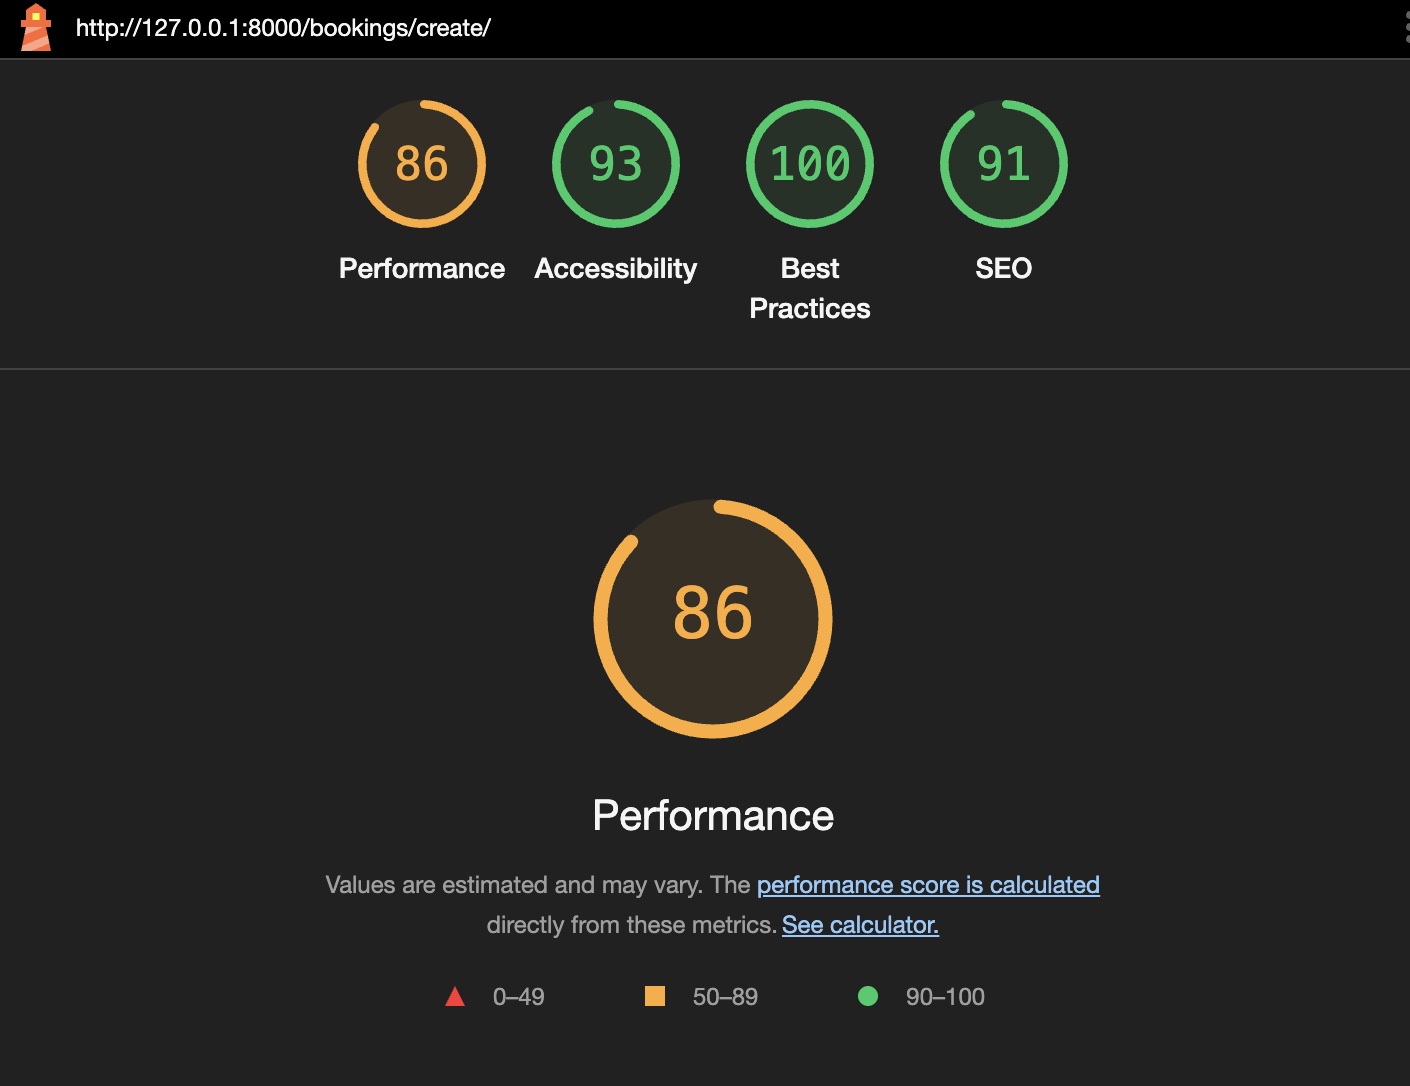 http://127.0.0.1:8000/bookings/create/
86
93
100
91
Performance
Accessibility
Best
Practices
SEO
86
Performance
Values are estimated and may vary. The performance score is calculated
directly from these metrics. See calculator.
0–49
50–89
90–100